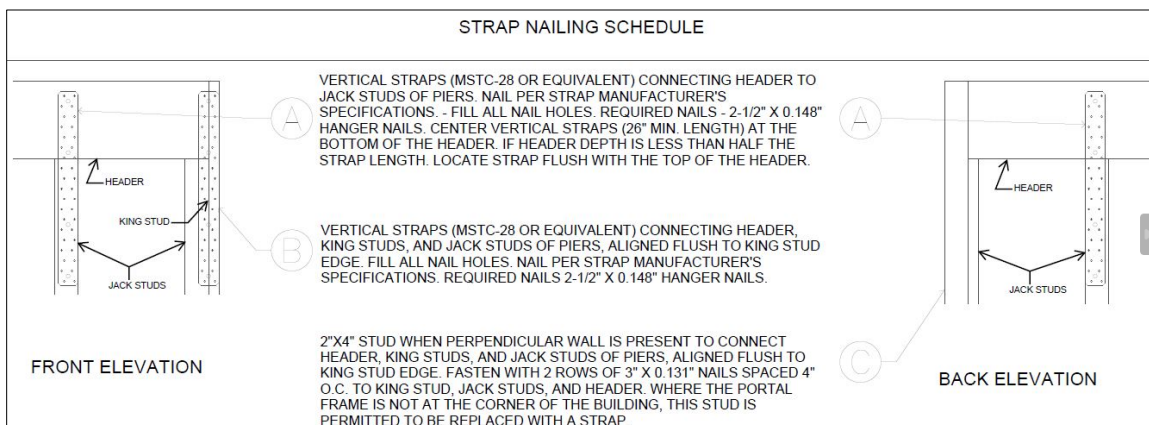 STRAP NAILING SCHEDULE
VERTICAL STRAPS (MSTC-28 OR EQUIVALENT) CONNECTING HEADER TO
JACK STUDS OF PIERS. NAIL PER STRAP MANUFACTURER'S
SPECIFICATIONS. - FILL ALL NAIL HOLES. REQUIRED NAILS - 2-1/2" X 0.148"
HANGER NAILS. CENTER VERTICAL STRAPS (26" MIN. LENGTH) AT THE
BOTTOM OF THE HEADER. IF HEADER DEPTH IS LESS THAN HALF THE
STRAP LENGTH. LOCATE STRAP FLUSH WITH THE TOP OF THE HEADER.
A
A
HEADER
KING STUD
JACK STUDS
HEADER
JACK STUDS
B
VERTICAL STRAPS (MSTC-28 OR EQUIVALENT) CONNECTING HEADER,
KING STUDS, AND JACK STUDS OF PIERS, ALIGNED FLUSH TO KING STUD
EDGE. FILL ALL NAIL HOLES. NAIL PER STRAP MANUFACTURER'S
SPECIFICATIONS. REQUIRED NAILS 2-1/2" X 0.148" HANGER NAILS.
FRONT ELEVATION
2"X4" STUD WHEN PERPENDICULAR WALL IS PRESENT TO CONNECT
HEADER, KING STUDS, AND JACK STUDS OF PIERS, ALIGNED FLUSH TO
KING STUD EDGE. FASTEN WITH 2 ROWS OF 3" X 0.131" NAILS SPACED 4"
O.C. TO KING STUD, JACK STUDS, AND HEADER. WHERE THE PORTAL
FRAME IS NOT AT THE CORNER OF THE BUILDING, THIS STUD IS
PERMITTED TO BE REPLACED WITH A STRAP
C
BACK ELEVATION